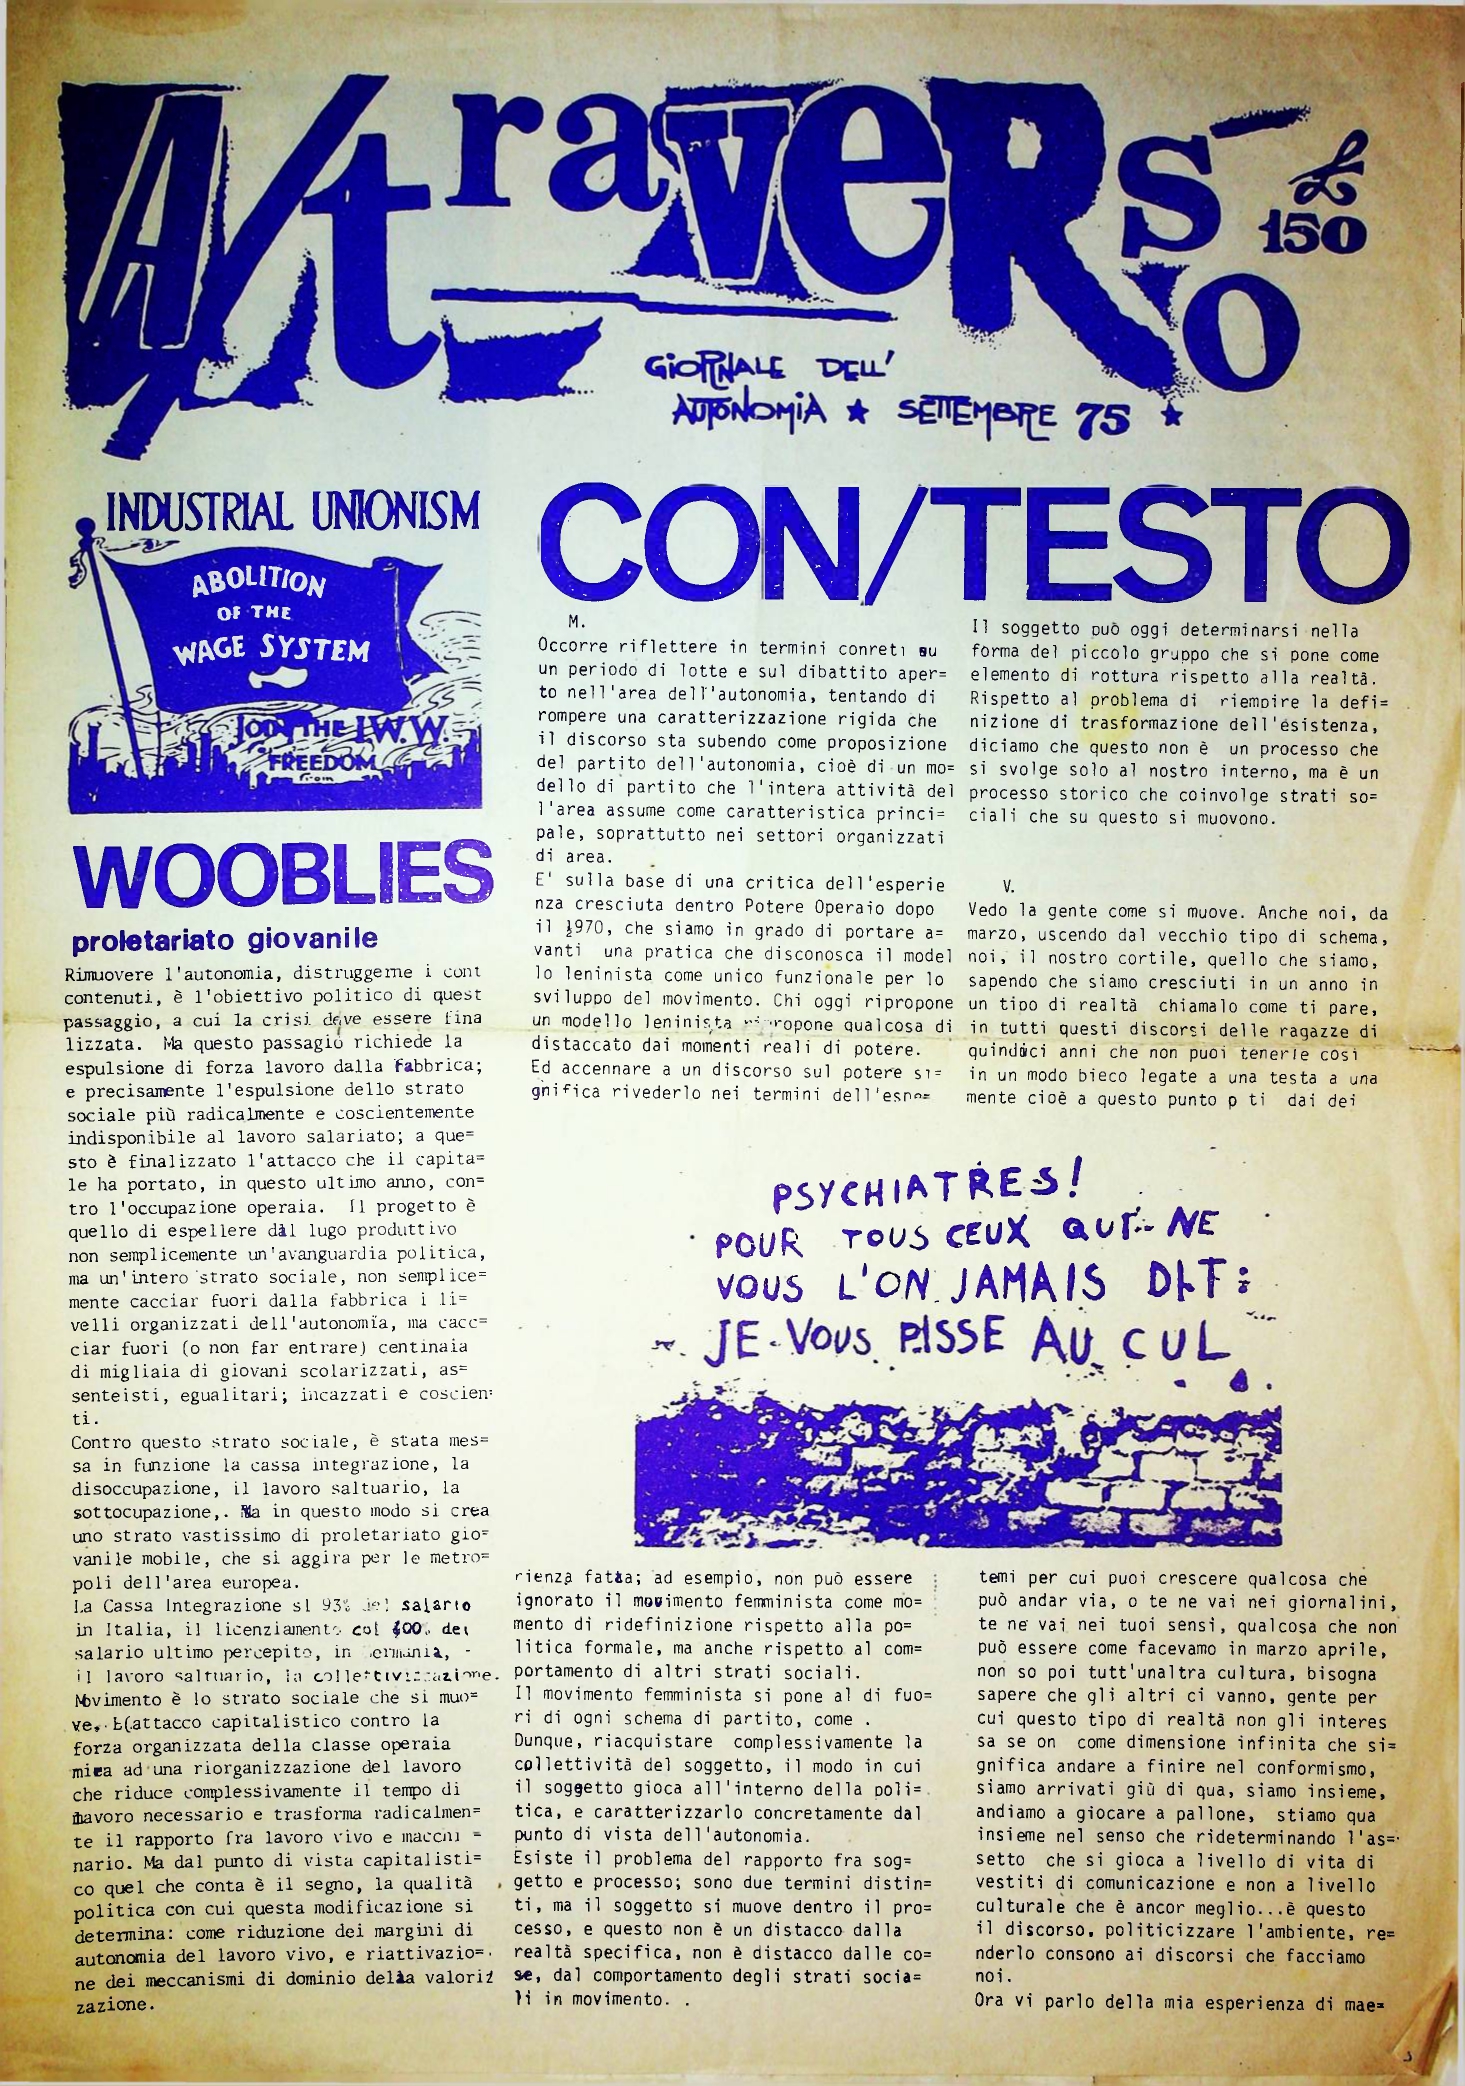 A/traverso
£
150
GIORNALE DELL'
AUTONOMIA ★ SETTEMBRE 75 ★
INDUSTRIAL UNIONISM
ABOLITION
OF THE
WAGE SYSTEM
JOIN THE I.W.W.
FREEDOM
from
WOOBLIES
proletariato giovanile
Rimuovere l'autonomia, distruggerne i cont
contenuti, è l'obiettivo politico di quest
passaggio, a cui la crisi deve essere fina
lizzata. Ma questo passagio richiede la
espulsione di forza lavoro dalla fabbrica;
e precisamente l'espulsione dello strato
sociale più radicalmente e coscientemente
indisponibile al lavoro salariato; a que=
sto è finalizzato l'attacco che il capita=
le ha portato, in questo ultimo anno, con=
tro l'occupazione operaia. Il progetto è
quello di espellere dal lugo produttivo
non semplicemente un'avanguardia politica,
ma un'intero strato sociale, non semplice=
mente cacciar fuori dalla fabbrica i li=
velli organizzati dell'autonomia, ma cacc=
ciar fuori (o non far entrare) centinaia
di migliaia di giovani scolarizzati, as=
senteisti, egualitari; incazzati e coscien=
ti.
Contro questo strato sociale, è stata mes=
sa in funzione la cassa integrazione, la
disoccupazione, il lavoro saltuario, la
sottocupazione,. Ma in questo modo si crea
uno strato vastissimo di proletariato gio=
vanile mobile, che si aggira per le metro=
poli dell'area europea.
La Cassa Integrazione sl 93% del salario
in Italia, il licenziamento col 400% del
salario ultimo percepito, in
il lavoro saltuario, la collettivizzazione.
Movimento è lo strato sociale che si muo=
ve. L(attacco capitalistico contro la
forza organizzata della classe operaia
mira ad una riorganizzazione del lavoro
che riduce complessivamente il tempo di
lavoro necessario e trasforma radicalmen=
te il rapporto fra lavoro vivo e macchi =
nario. Ma dal punto di vista capitalisti=
co quel che conta è il segno, la qualità
politica con cui questa modificazione si
determina: come riduzione dei margini di
autonomia del lavoro vivo, e riattivazio=
ne dei meccanismi di dominio della valoriz
zazione.
CON/TESTO
M.
Occorre riflettere in termini conreti su
un periodo di lotte e sul dibattito aper=
to nell'area dell'autonomia, tentando di
rompere una caratterizzazione rigida che
il discorso sta subendo come proposizione
del partito dell'autonomia, cioè di un mo=
dello di partito che l'intera attività del
l'area assume come caratteristica princi=
pale, soprattutto nei settori organizzati
di area.
E' sulla base di una critica dell'esperie
nza cresciuta dentro Potere Operaio dopo
il 1970, che siamo in grado di portare a=
vanti una pratica che disconosca il model
lo leninista come unico funzionale per lo
sviluppo del movimento. Chi oggi ripropone
un modello leninista ripropone qualcosa di
distaccato dai momenti reali di potere.
Ed accennare a un discorso sul potere si=
gnifica rivederlo nei termini dell'espe=
Il soggetto può oggi determinarsi nella
forma del piccolo gruppo che si pone come
elemento di rottura rispetto alla realtà.
Rispetto al problema di riempire la defi=
nizione di trasformazione dell'esistenza,
diciamo che questo non è un processo che
si svolge solo al nostro interno, ma è un
processo storico che coinvolge strati so=
ciali che su questo si muovono.
V.
Vedo la gente come si muove. Anche noi, da
marzo, uscendo dal vecchio tipo di schema,
noi, il nostro cortile, quello che siamo,
sapendo che siamo cresciuti in un anno in
un tipo di realtà chiamalo come ti pare,
in tutti questi discorsi delle ragazze di
quindici anni che non puoi tenerle così
in un modo bieco legate a una testa a una
mente cioè a questo punto p ti dai dei
PSYCHIATRES!
POUR TOUS CEUX QUI NE
VOUS L'ON JAMAIS DIT:
JE VOUS PISSE AU CUL
rienza fatta; ad esempio, non può essere
ignorato il movimento femminista come mo=
mento di ridefinizione rispetto alla po=
litica formale, ma anche rispetto al com=
portamento di altri strati sociali.
Il movimento femminista si pone al di fuo=
ri di ogni schema di partito, come .
Dunque, riacquistare complessivamente la
collettività del soggetto, il modo in cui
il soggetto gioca all'interno della poli=
tica, e caratterizzarlo concretamente dal
punto di vista dell'autonomia.
Esiste il problema del rapporto fra sog=
getto e processo; sono due termini distin=
ti, ma il soggetto si muove dentro il pro=
cesso, e questo non è un distacco dalla
realtà specifica, non è distacco dalle co=
se, dal comportamento degli strati socia=
li in movimento. .
temi per cui puoi crescere qualcosa che
può andar via, o te ne vai nei giornalini,
te ne vai nei tuoi sensi, qualcosa che non
può essere come facevamo in marzo aprile,
non so poi tutt'unaltra cultura, bisogna
sapere che gli altri ci vanno, gente per
cui questo tipo di realtà non gli interes
sa se on come dimensione infinita che si=
gnifica andare a finire nel conformismo,
siamo arrivati giù di qua, siamo insieme,
andiamo a giocare a pallone, stiamo qua
insieme nel senso che rideterminando l'as=
setto che si gioca a livello di vita di
vestiti di comunicazione e non a livello
culturale che è ancor meglio...è questo
il discorso, politicizzare l'ambiente, re=
nderlo consono ai discorsi che facciamo
noi.
Ora vi parlo della mia esperienza di mae=